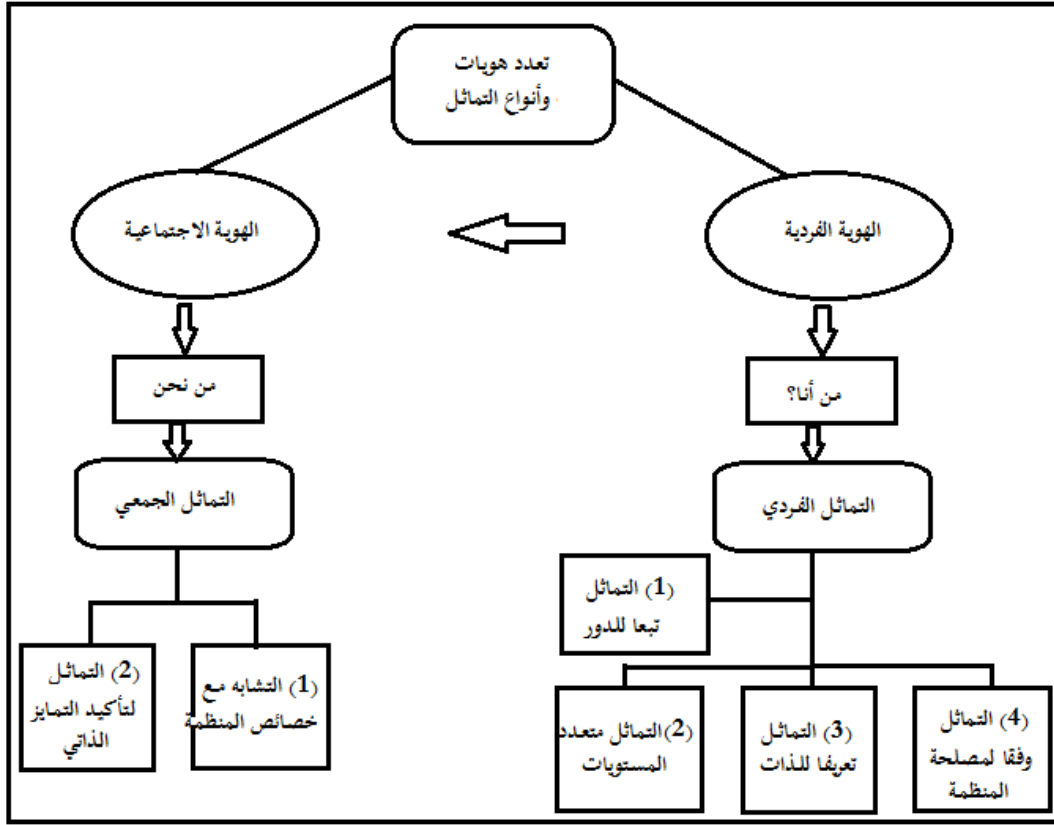 تعدد هويات
وأنواع التماثل
الهوية الفردية
الهوية الاجتماعية
من أنا؟
من نحن
التماثل الفردي
التماثل الجمعي
(1) التماثل
تبعا للدور
(2) التماثل متعدد
المستويات
(3) التماثل
تعريفا للذات
(4) التماثل
وفقا لمصلحة
المنظمة
(1) التشابه مع
خصائص المنظمة
(2) التماثل
لتأكيد التمايز
الذاتي